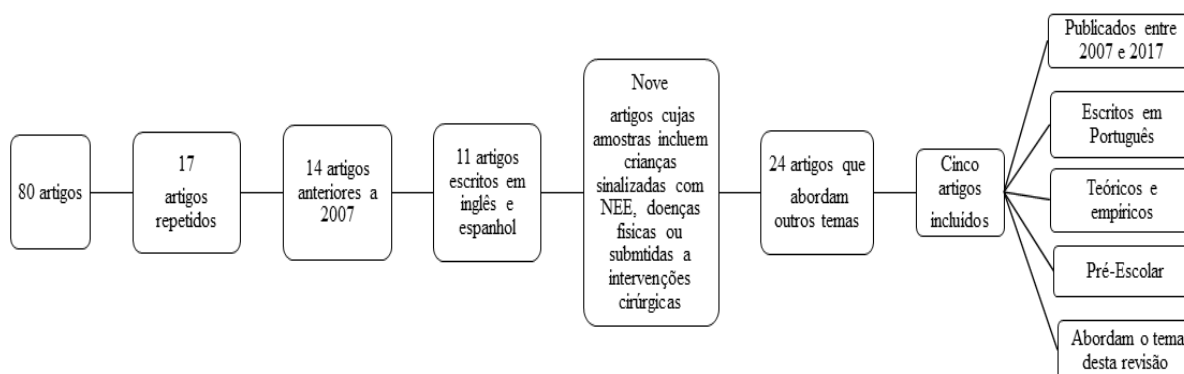 80 artigos
17
artigos
repetidos
14 artigos
anteriores a
2007
11 artigos
escritos em
inglês e
espanhol
Nove
artigos cujas
amostras incluem
crianças
sinalizadas com
NEE, doenças
físicas ou
submtidas a
intervenções
cirúrgicas
24 artigos que
abordam
outros temas
Cinco
artigos
incluídos
Publicados entre
2007 e 2017
Escritos em
Português
Teóricos e
empíricos
Pré-Escolar
Abordam o tema
desta revisão